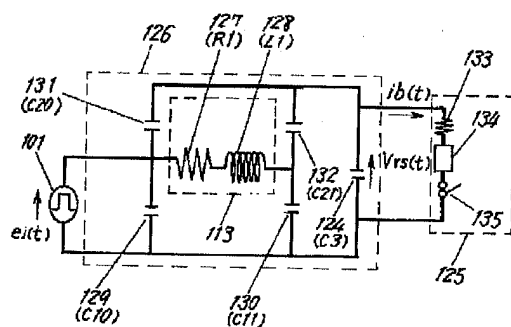 126
127
(R1)
128
(L1)
131
(C20)
ib(t)
133
134
101
132
(C21)
Vrs(t)
ei(t)
113
124
(C3)
135
129
(C10)
130
(C11)
125